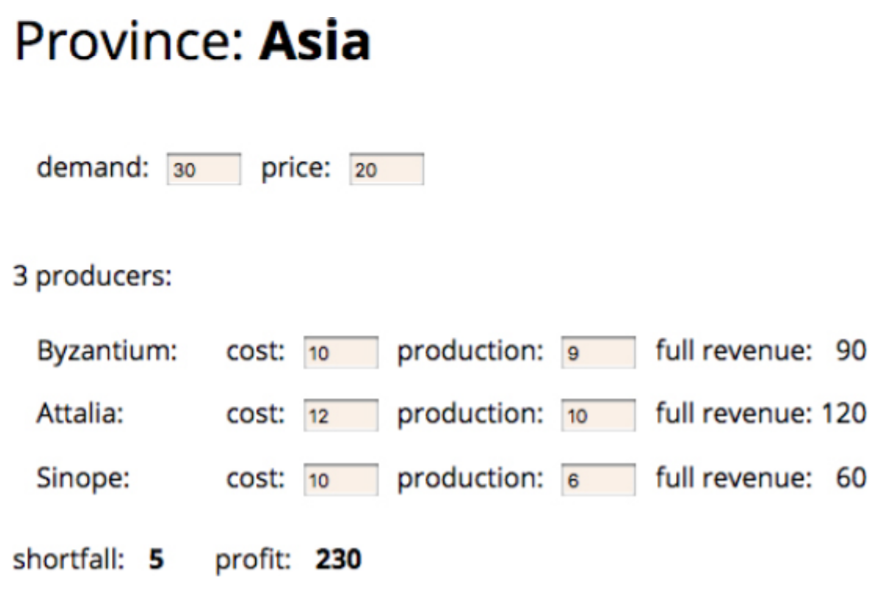 Province: Asia
demand: 30 price: 20
3 producers:
Byzantium: cost: 10 production: 9 full revenue: 90
Attalia: cost: 12 production: 10 full revenue: 120
Sinope: cost: 10 production: 6 full revenue: 60
shortfall: 5 profit: 230